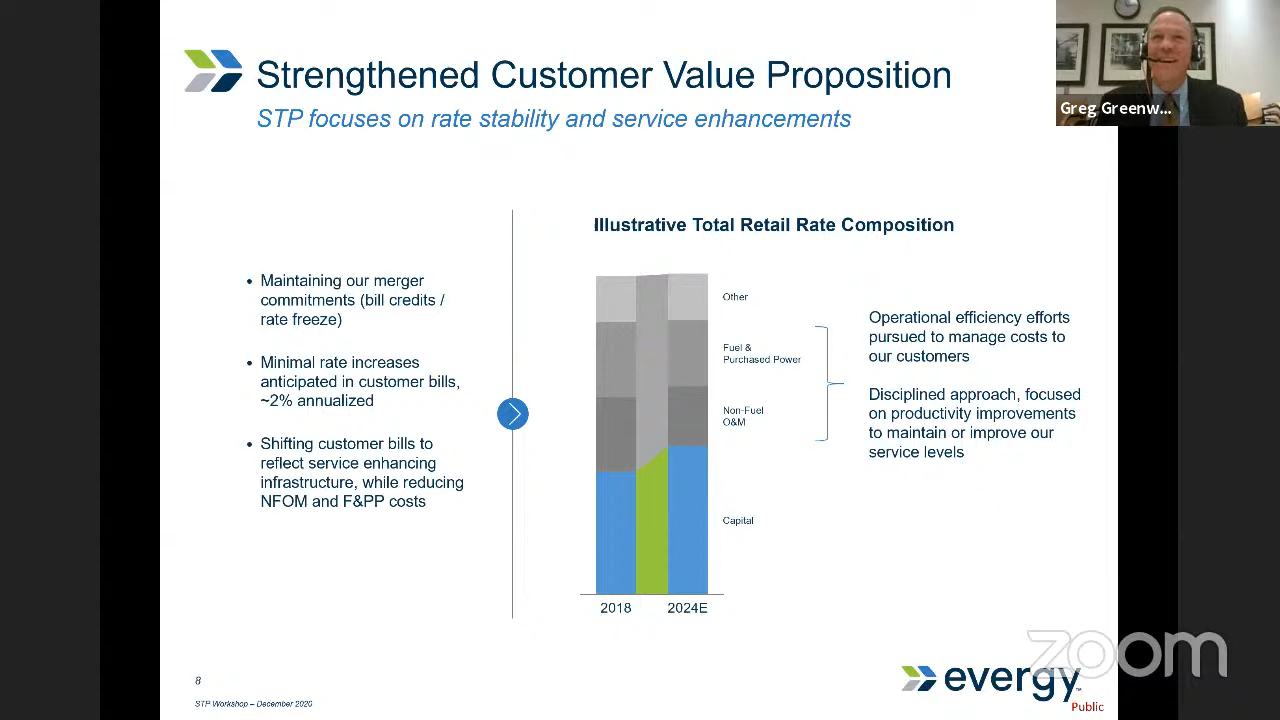 Strengthened Customer Value Proposition
STP focuses on rate stability and service enhancements
Greg Greenw...
Illustrative Total Retail Rate Composition
• Maintaining our merger
commitments (bill credits /
rate freeze)
• Minimal rate increases
anticipated in customer bills,
~2% annualized
• Shifting customer bills to
reflect service enhancing
infrastructure, while reducing
NFOM and F&PP costs
Other
Fuel &
Purchased Power
Non-Fuel
O&M
Capital
2018 2024E
Operational efficiency efforts
pursued to manage costs to
our customers
Disciplined approach, focused
on productivity improvements
to maintain or improve our
service levels
8
STP Workshop – December 2020
zoom
evergy
Public